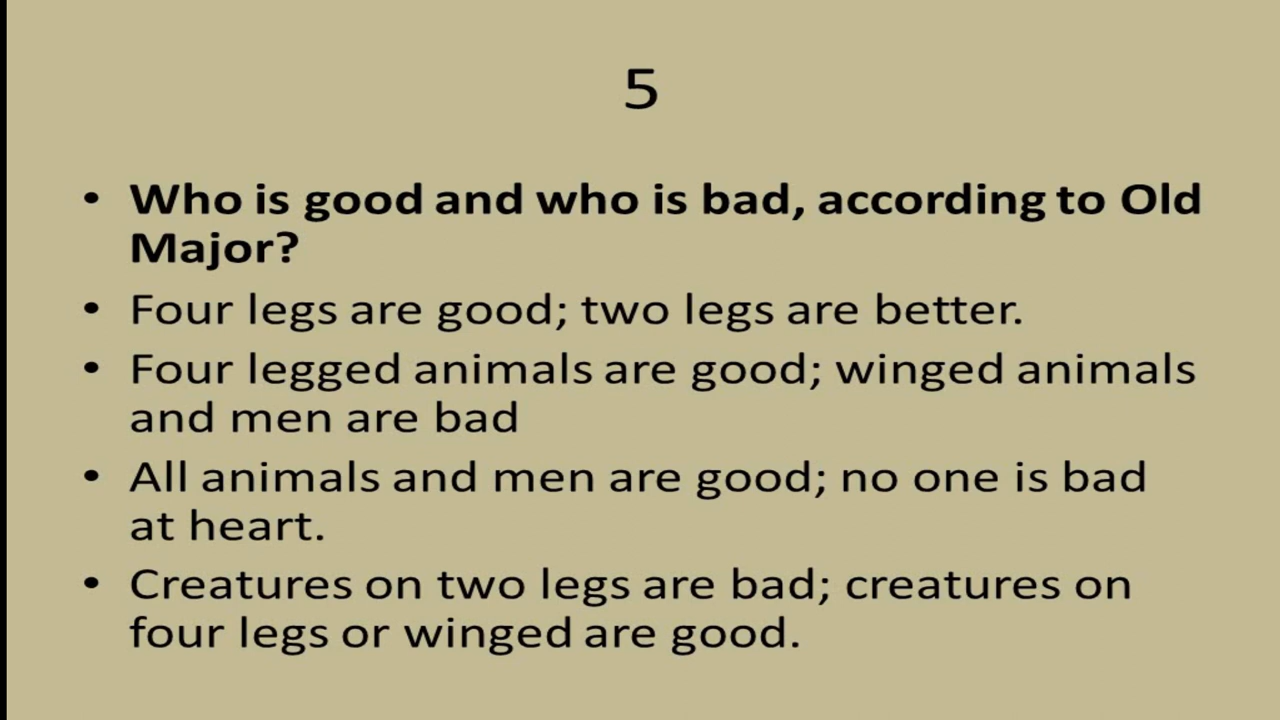 5
• Who is good and who is bad, according to Old
Major?
• Four legs are good; two legs are better.
• Four legged animals are good; winged animals
and men are bad
• All animals and men are good; no one is bad
at heart.
• Creatures on two legs are bad; creatures on
four legs or winged are good.